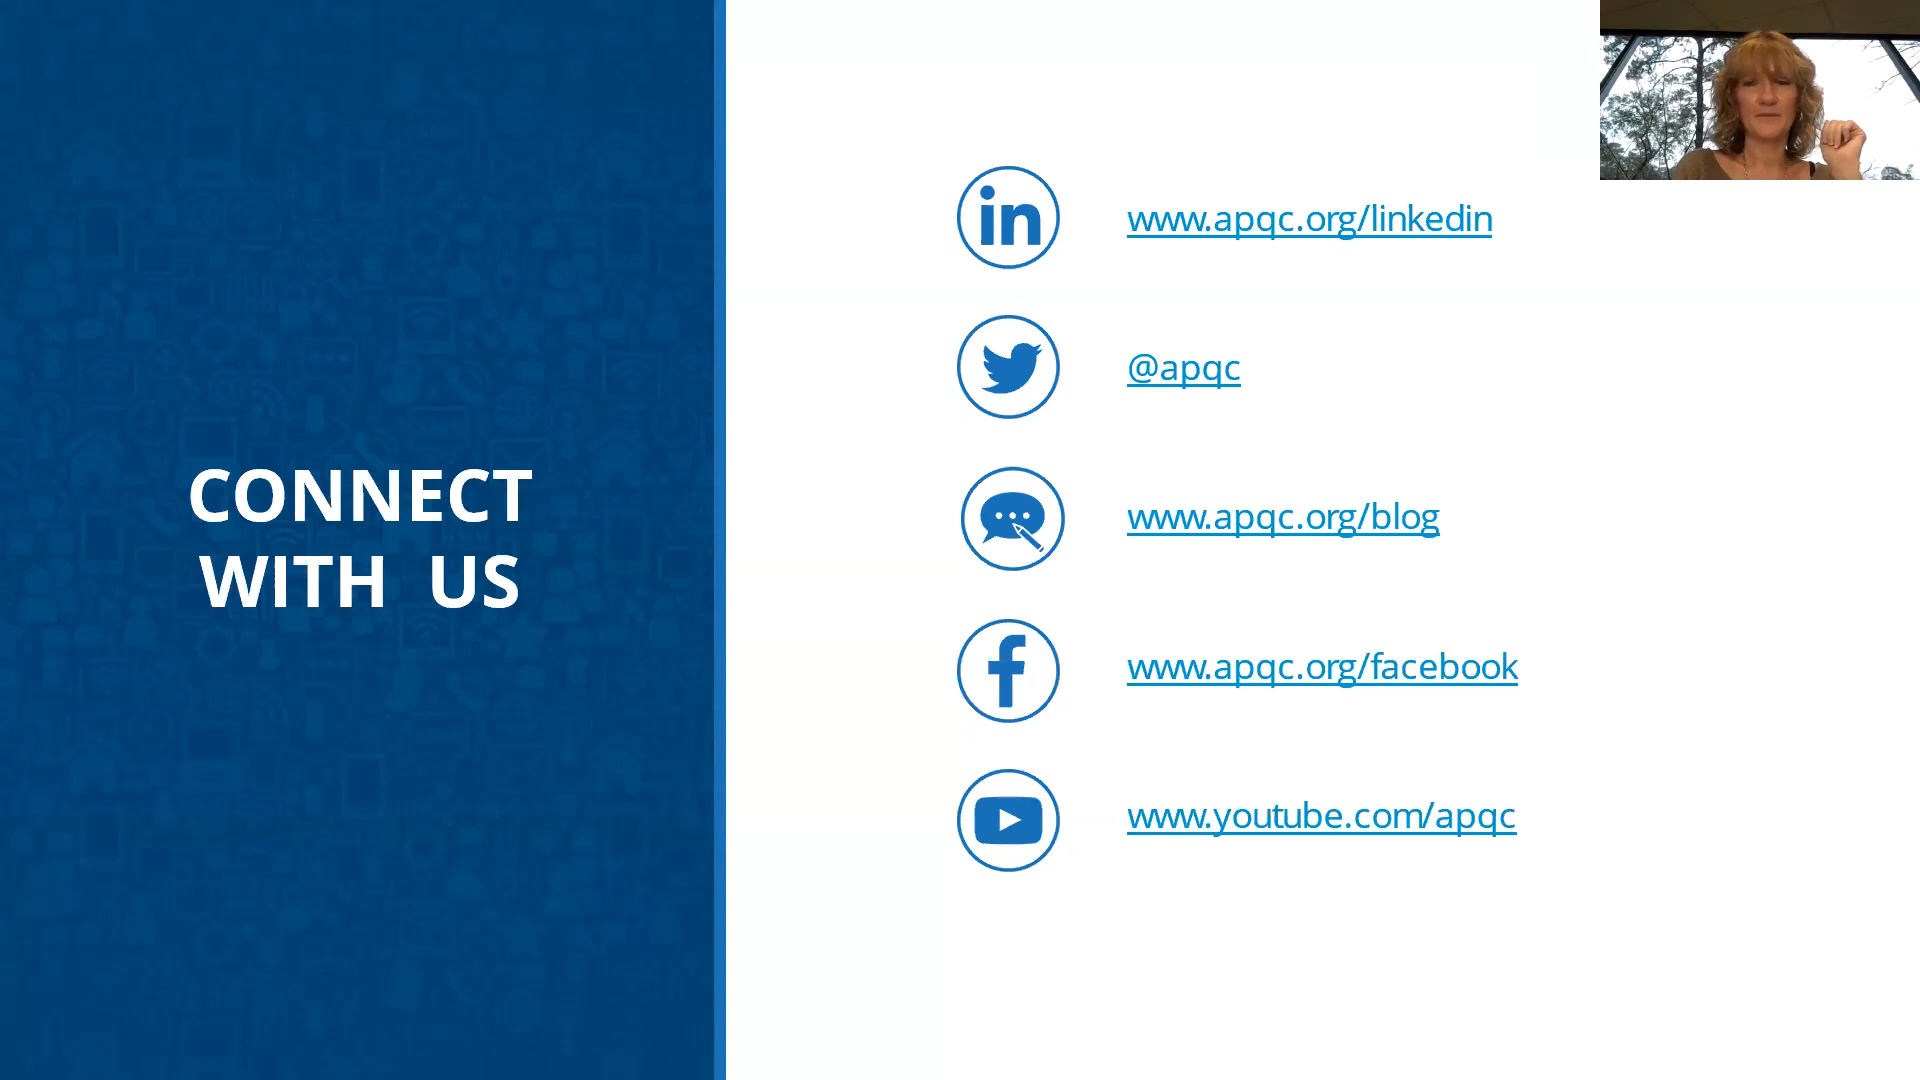 CONNECT
WITH US
in www.apqc.org/linkedin
@apqc
www.apqc.org/blog
f www.apqc.org/facebook
www.youtube.com/apqc